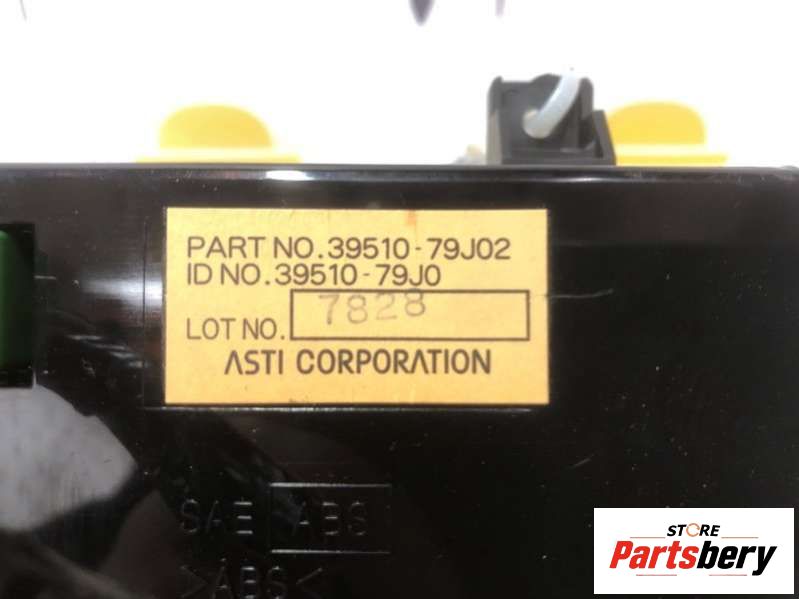 PART NO.39510-79J02
ID NO.39510-79J0
LOT NO. 7828
ASTI CORPORATION
SAE ABS
>ABS<
STORE
Partsbery